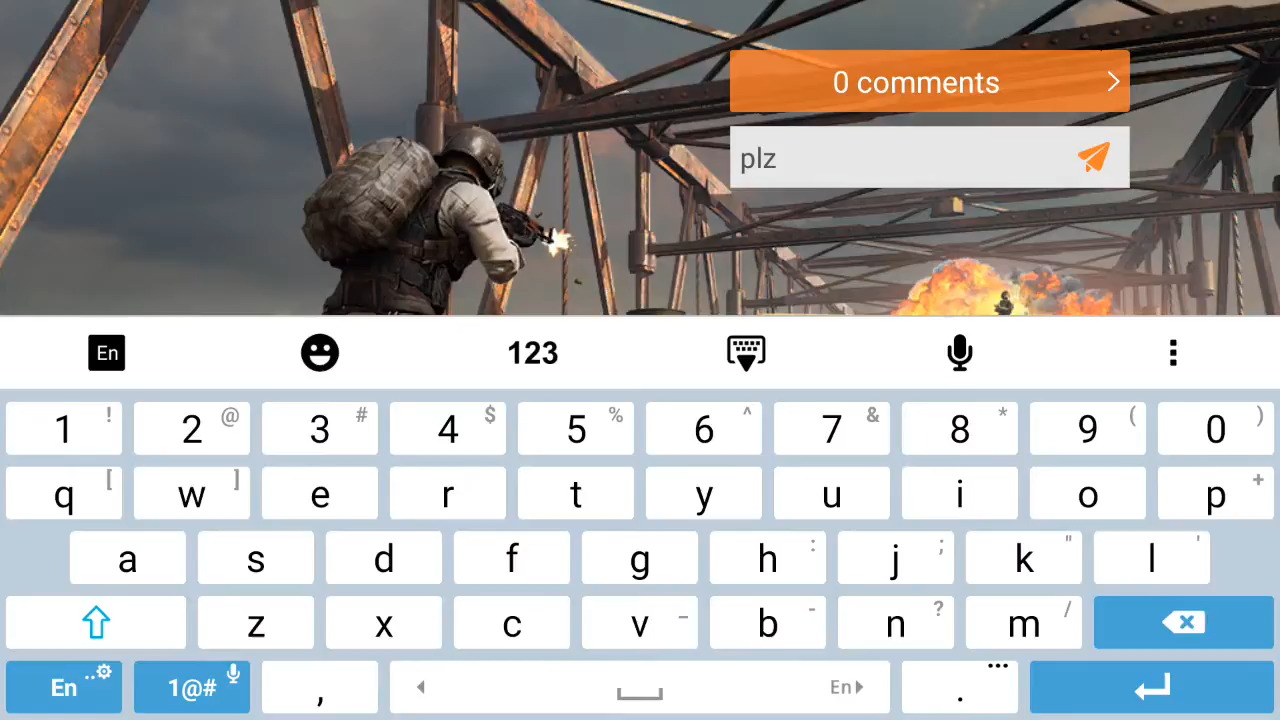 0 comments
plz
En 123
1 ! 2 @ 3 # 4 $ 5 % 6 ^ 7 & 8 * 9 ( 0 )
q [ w ] e r t y u i o p +
a s d f g h : j ; k " l '
z x c v _ b - n ? m /
En 1@# , En . ...